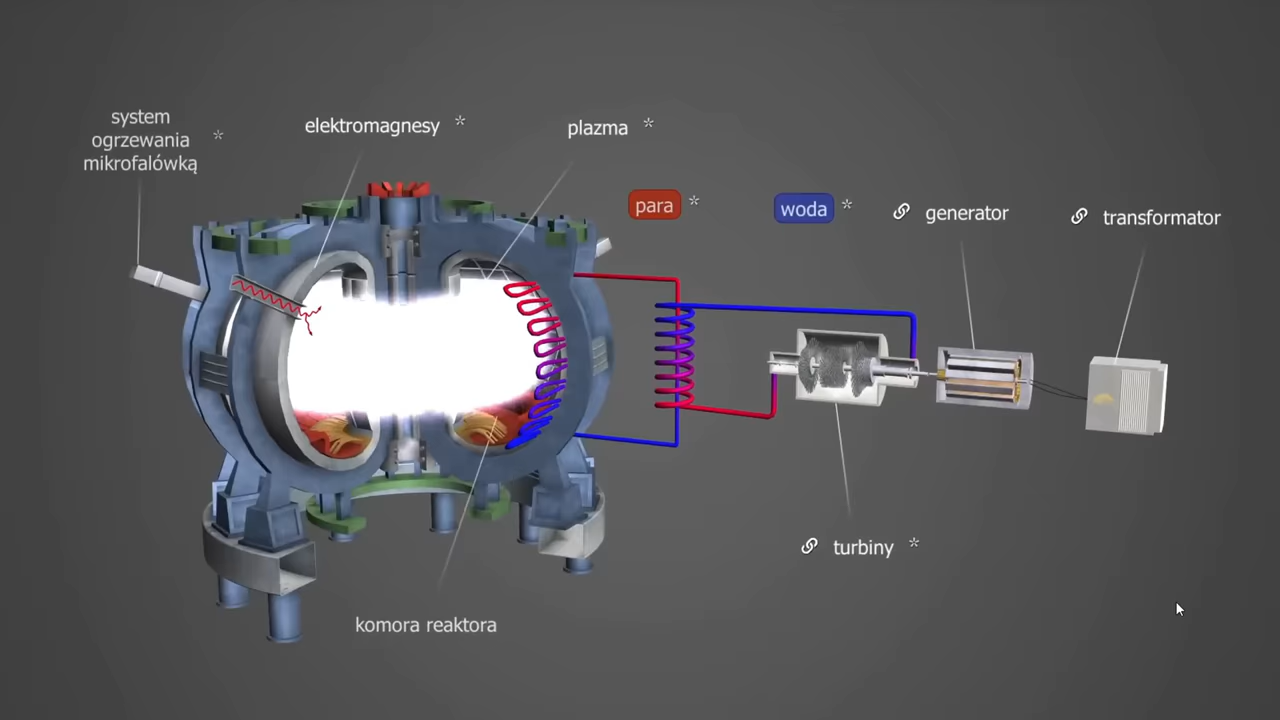 system
ogrzewania *
mikrofalówką
elektromagnesy *
plazma *
para *
woda *
generator
transformator
turbiny *
komora reaktora